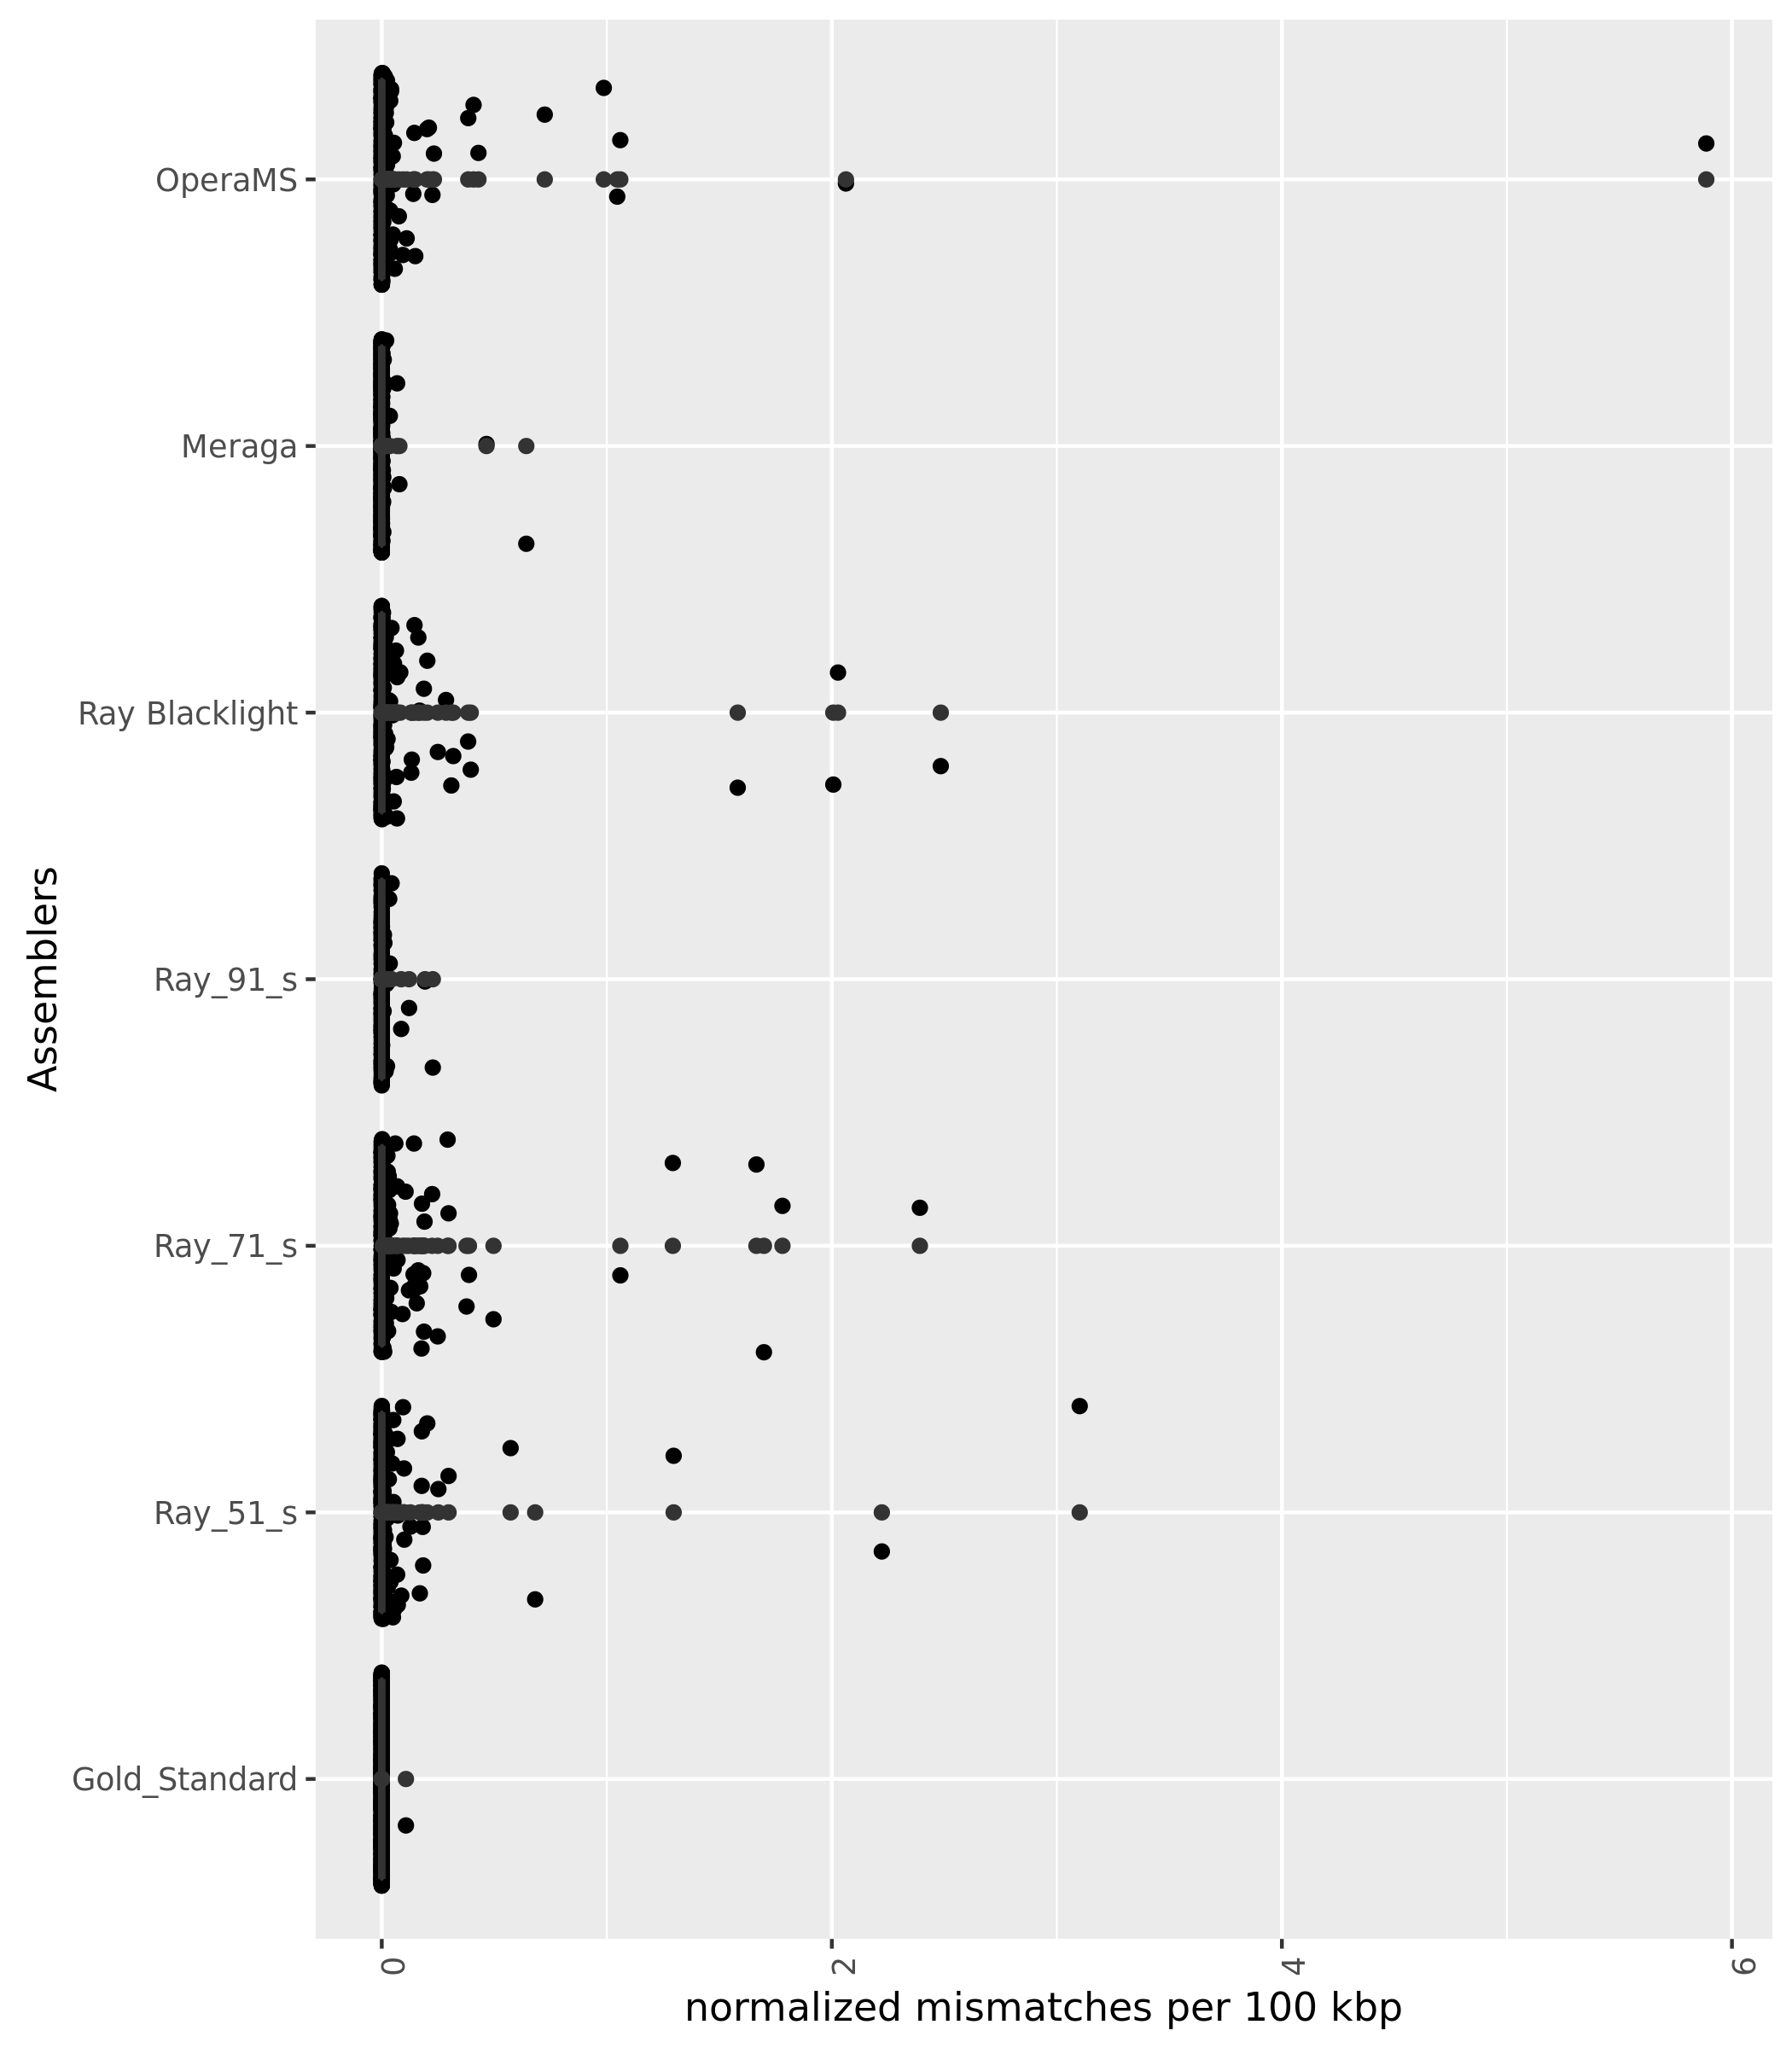 OperaMS
Meraga
Ray Blacklight
Ray_91_s
Ray_71_s
Ray_51_s
Gold_Standard
Assemblers
0
2
4
6
normalized mismatches per 100 kbp